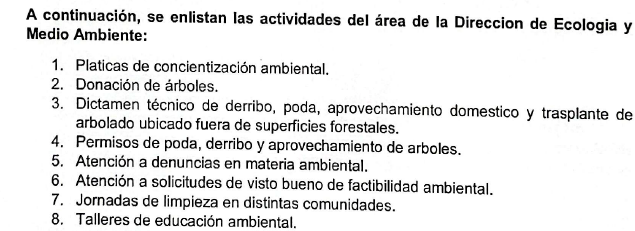 A continuación, se enlistan las actividades del área de la Direccion de Ecologia y
Medio Ambiente:
1. Platicas de concientización ambiental.
2. Donación de árboles.
3. Dictamen técnico de derribo, poda, aprovechamiento domestico y trasplante de
arbolado ubicado fuera de superficies forestales.
4. Permisos de poda, derribo y aprovechamiento de arboles.
5. Atención a denuncias en materia ambiental.
6. Atención a solicitudes de visto bueno de factibilidad ambiental.
7. Jornadas de limpieza en distintas comunidades.
8. Talleres de educación ambiental.